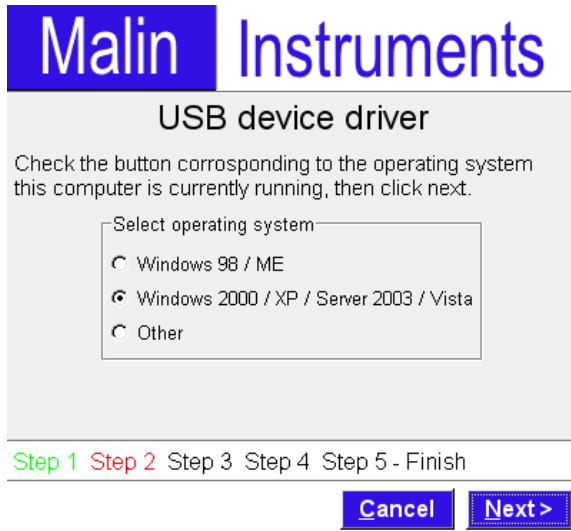 Malin Instruments
USB device driver
Check the button corrosponding to the operating system
this computer is currently running, then click next.
Select operating system
Windows 98 / ME
Windows 2000 / XP / Server 2003 / Vista
Other
Step 1 Step 2 Step 3 Step 4 Step 5 - Finish
Cancel Next >